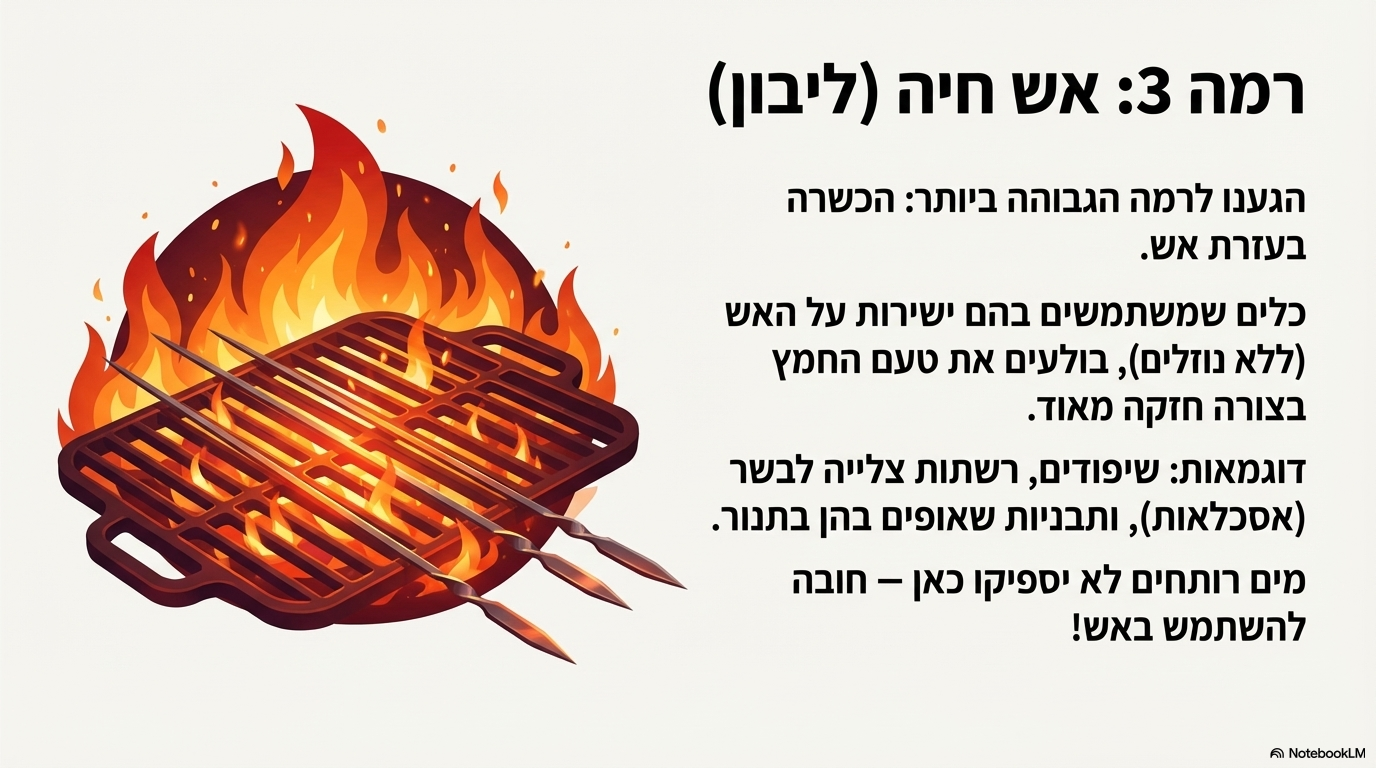 רמה 3: אש חיה (ליבון)
הגענו לרמה הגבוהה ביותר: הכשרה
בעזרת אש.
כלים שמשתמשים בהם ישירות על האש
(ללא נוזלים), בולעים את טעם החמץ
בצורה חזקה מאוד.
דוגמאות: שיפודים, רשתות צלייה לבשר
(אסכלאות), ותבניות שאופים בהן בתנור.
מים רותחים לא יספיקו כאן – חובה
להשתמש באש!
NotebookLM